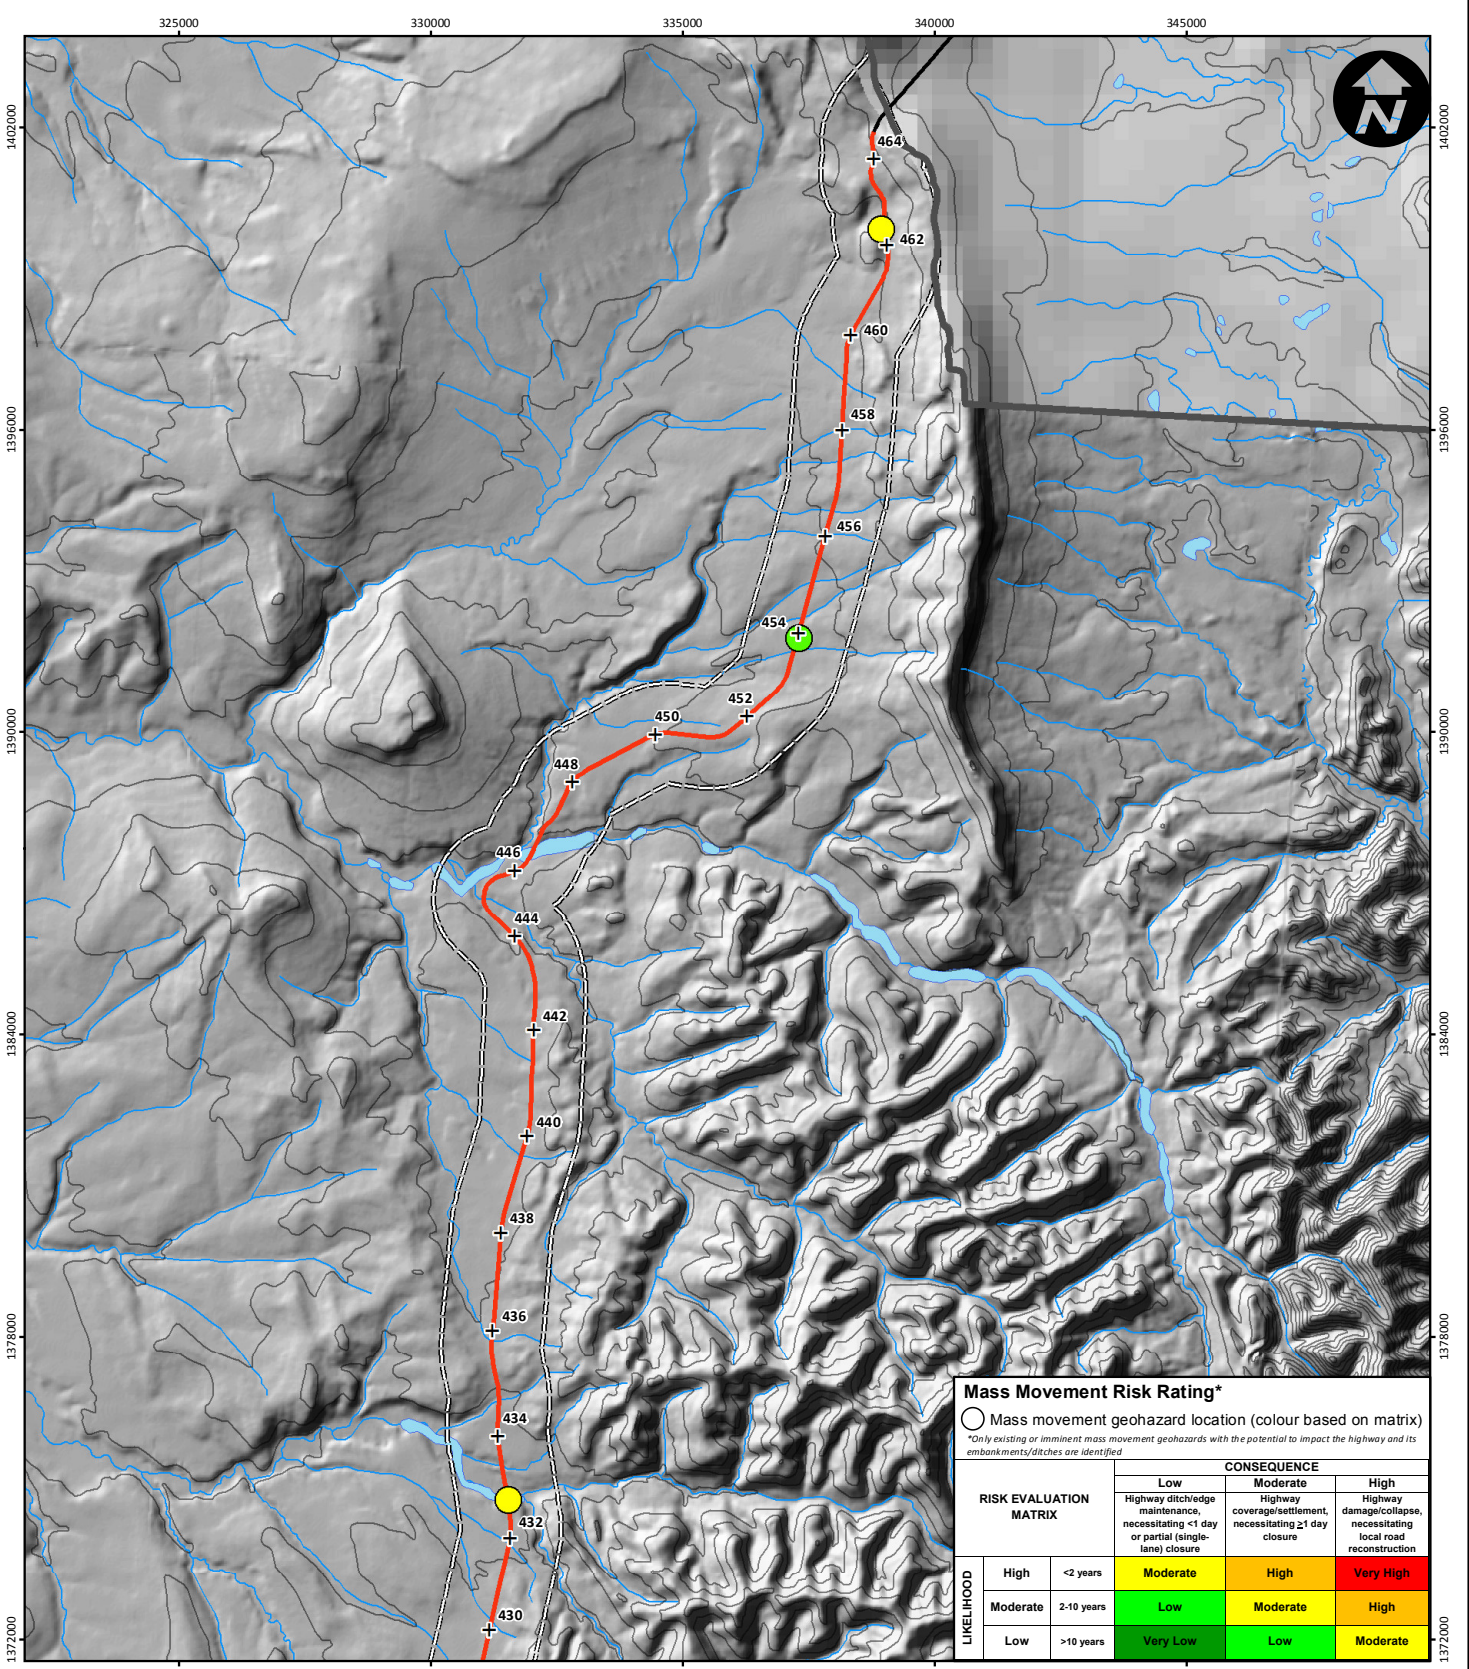 325000 330000 335000 340000 345000
N
1402000 1402000
464
462
460
458
1396000 1396000
456
454
452
450
1390000 1390000
448
446
444
442
1384000 1384000
440
438
436
1378000 1378000
434
432
430
1372000 1372000
Mass Movement Risk Rating*
Mass movement geohazard location (colour based on matrix)
*Only existing or imminent mass movement geohazards with the potential to impact the highway and its
embankments/ditches are identified
RISK EVALUATION
MATRIX
CONSEQUENCE
Low Moderate High
Highway ditch/edge
maintenance,
necessitating <1 day
or partial (single-
lane) closure
Highway
coverage/settlement,
necessitating ≥1 day
closure
Highway
damage/collapse,
necessitating
local road
reconstruction
LIKELIHOOD
High <2 years Moderate High Very High
Moderate 2-10 years Low Moderate High
Low >10 years Very Low Low Moderate